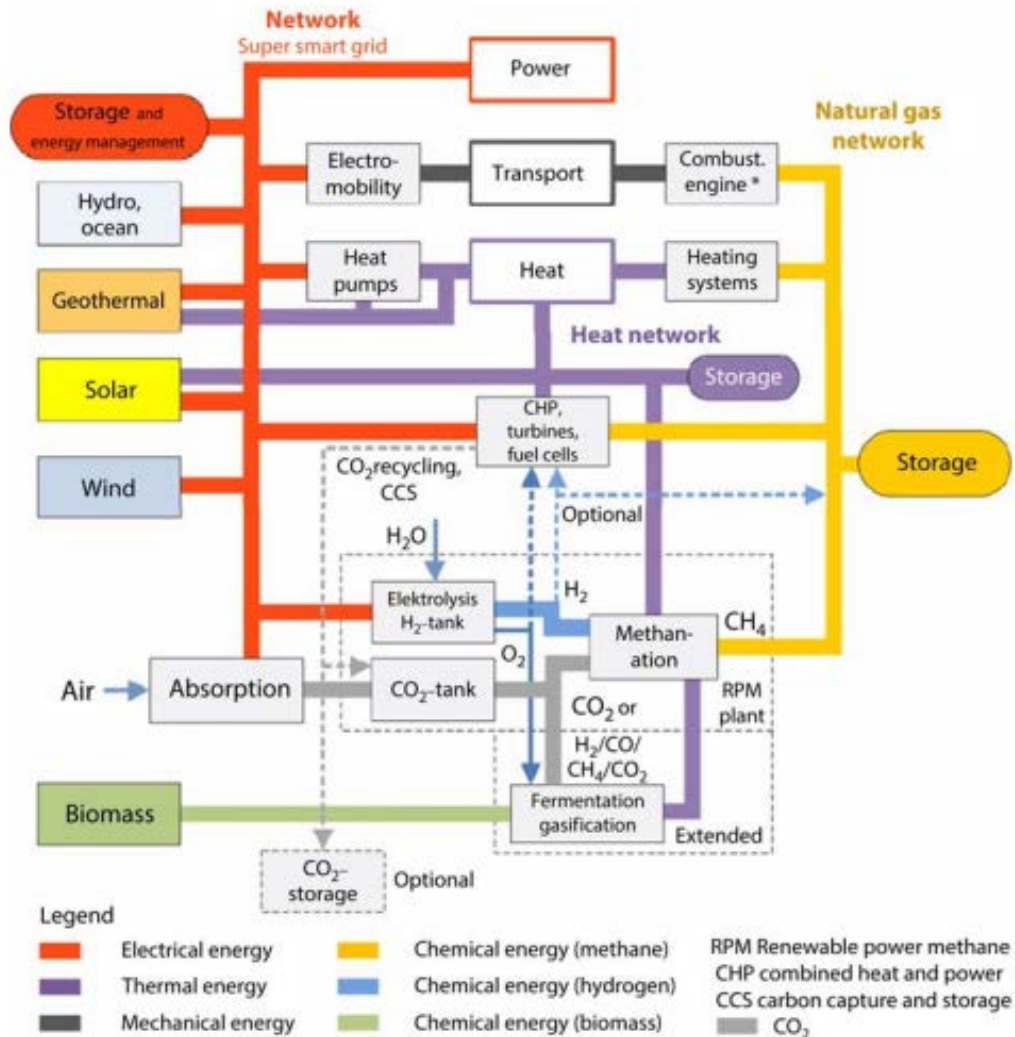 Network
Super smart grid
Power
Storage and
energy management
Natural gas
network
Electro-
mobility
Transport
Combust.
engine *
Hydro,
ocean
Heat
pumps
Heat
Heating
systems
Geothermal
Heat network
Solar
Storage
CHP,
turbines,
fuel cells
Storage
Wind
CO₂recycling,
CCS
Optional
H₂O
Elektrolysis
H₂-tank
H₂
Methan-
ation
CH₄
O₂
Air
Absorption
CO₂-tank
CO₂ or
RPM
plant
H₂/CO/
CH₄/CO₂
Biomass
Fermentation
gasification
Extended
CO₂-
storage
Optional
Legend
Electrical energy
Chemical energy (methane)
RPM Renewable power methane
Thermal energy
Chemical energy (hydrogen)
CHP combined heat and power
CCS carbon capture and storage
Mechanical energy
Chemical energy (biomass)
CO₂